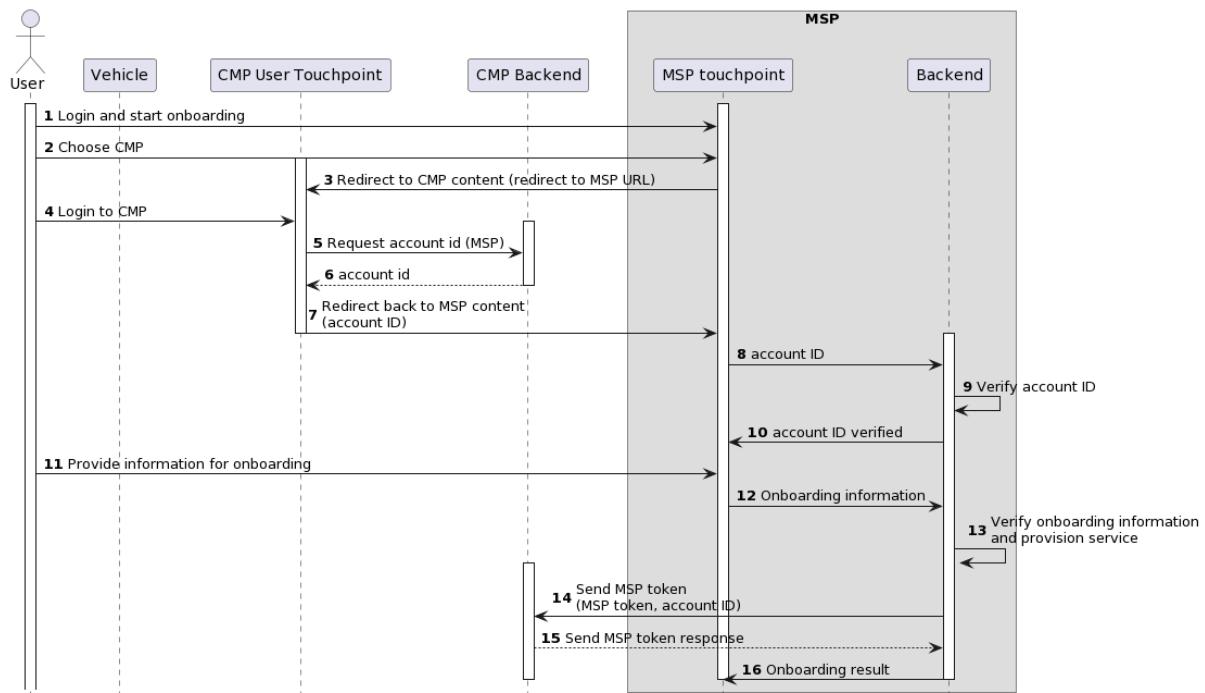 MSP
User
Vehicle
CMP User Touchpoint
CMP Backend
MSP touchpoint
Backend
1 Login and start onboarding
2 Choose CMP
3 Redirect to CMP content (redirect to MSP URL)
4 Login to CMP
5 Request account id (MSP)
6 account id
7 Redirect back to MSP content
(account ID)
8 account ID
9 Verify account ID
10 account ID verified
11 Provide information for onboarding
12 Onboarding information
13 Verify onboarding information
and provision service
14 Send MSP token
(MSP token, account ID)
15 Send MSP token response
16 Onboarding result